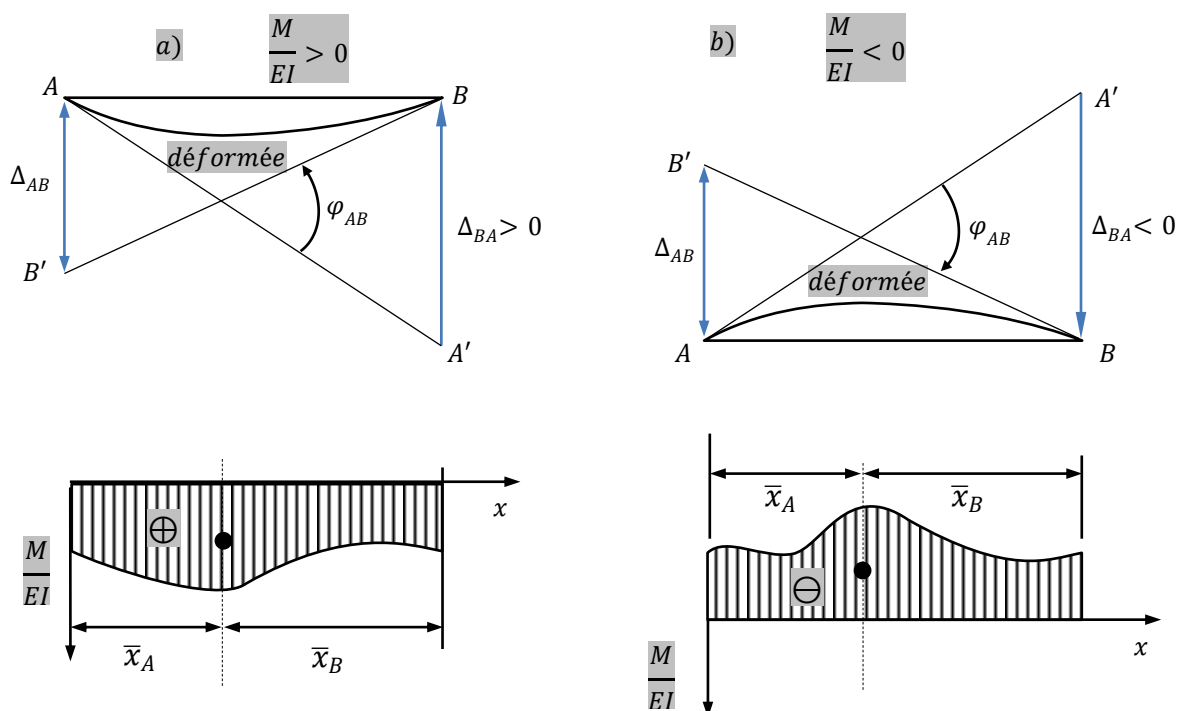 a)
M/EI > 0
A
B
déformée
Δ_AB
φ_AB
Δ_BA > 0
B′
A′
⊕
x
M/EI
x̅_A
x̅_B
b)
M/EI < 0
A′
B′
Δ_AB
φ_AB
Δ_BA < 0
déformée
A
B
x̅_A
x̅_B
⊖
x
M/EI